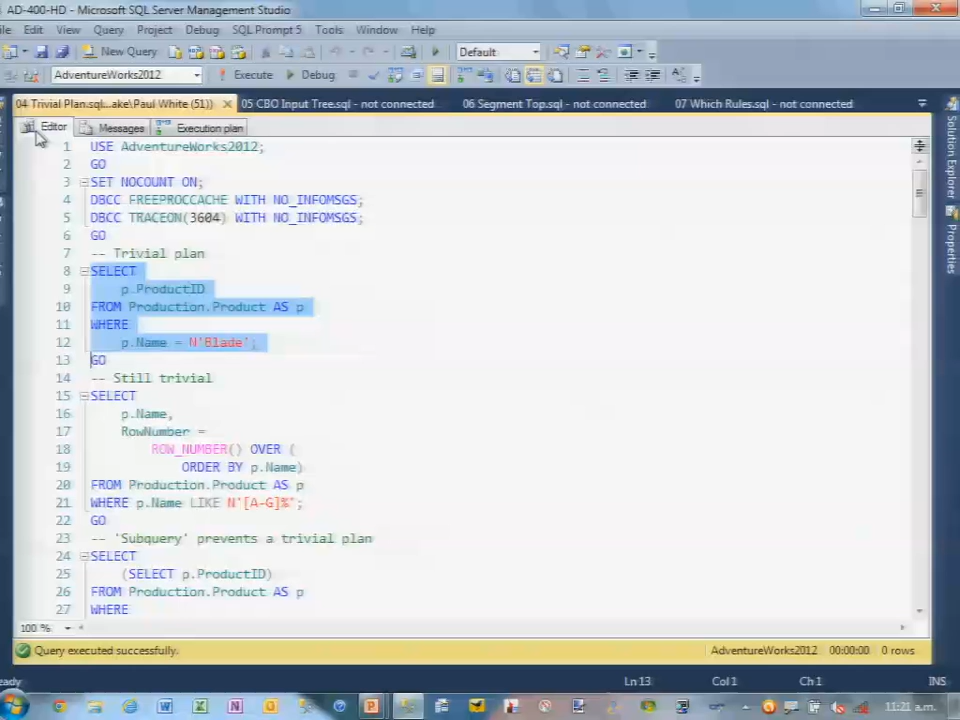 AD-400-HD - Microsoft SQL Server Management Studio
ile Edit View Query Project Debug SQL Prompt 5 Tools Window Help
New Query Default
AdventureWorks2012 Execute Debug
04 Trivial Plan.sql...ake\Paul White (51)) 05 CBO Input Tree.sql - not connected 06 Segment Top.sql - not connected 07 Which Rules.sql - not connected
Editor Messages Execution plan
1 USE AdventureWorks2012;
2 GO
3 SET NOCOUNT ON;
4 DBCC FREEPROCCACHE WITH NO_INFOMSGS;
5 DBCC TRACEON(3604) WITH NO_INFOMSGS;
6 GO
7 -- Trivial plan
8 SELECT
9 p.ProductID
10 FROM Production.Product AS p
11 WHERE
12 p.Name = N'Blade';
13 GO
14 -- Still trivial
15 SELECT
16 p.Name,
17 RowNumber =
18 ROW_NUMBER() OVER (
19 ORDER BY p.Name)
20 FROM Production.Product AS p
21 WHERE p.Name LIKE N'[A-G]%';
22 GO
23 -- 'Subquery' prevents a trivial plan
24 SELECT
25 (SELECT p.ProductID)
26 FROM Production.Product AS p
27 WHERE
Solution Explorer
Properties
100 %
Query executed successfully. AdventureWorks2012 00:00:00 0 rows
eady Ln 13 Col 1 Ch 1 INS
11:21 a.m.